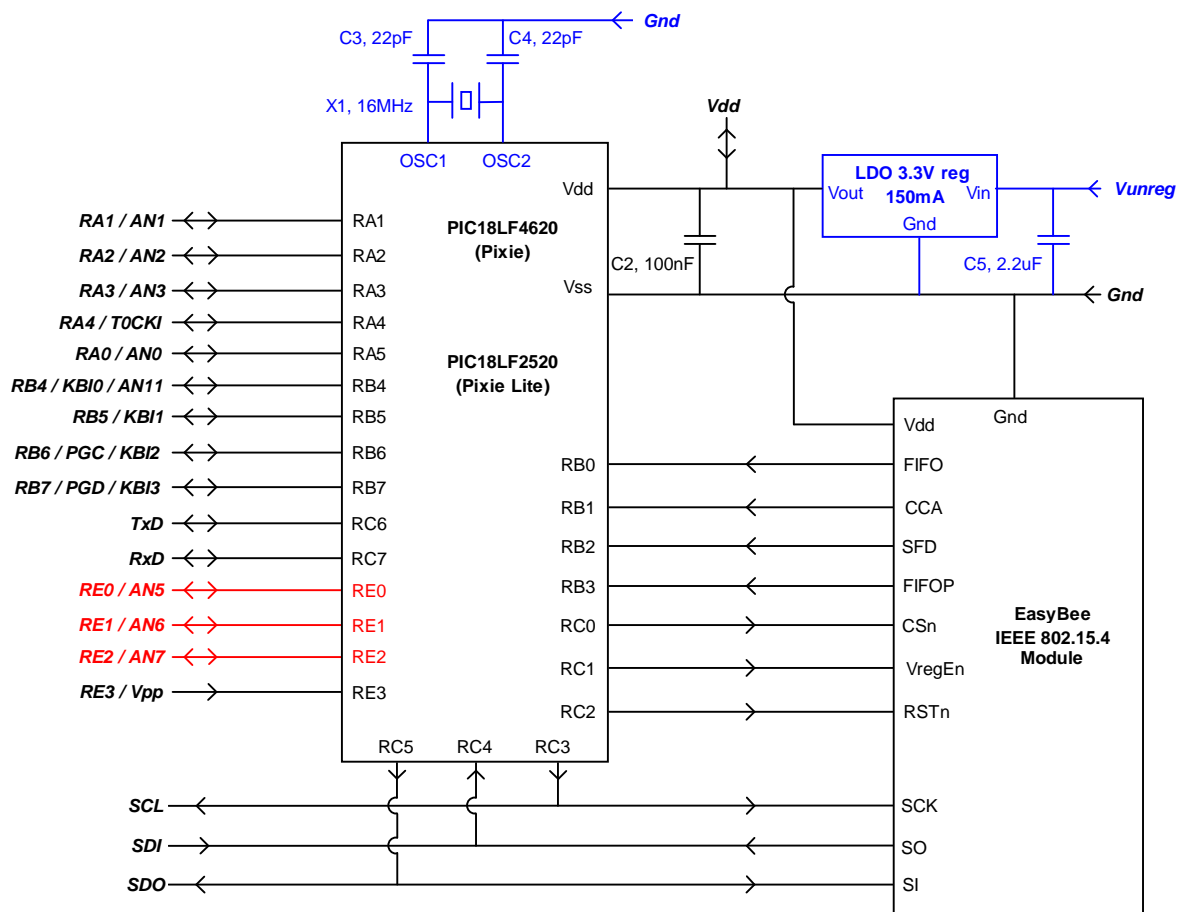 Gnd
C3, 22pF
C4, 22pF
X1, 16MHz
OSC1
OSC2
Vdd
LDO 3.3V reg
150mA
Vout
Vin
Gnd
Vunreg
C2, 100nF
C5, 2.2uF
Gnd
Vdd
Vss
PIC18LF4620
(Pixie)
PIC18LF2520
(Pixie Lite)
RA1 / AN1
RA1
RA2 / AN2
RA2
RA3 / AN3
RA3
RA4 / T0CKI
RA4
RA0 / AN0
RA5
RB4 / KBI0 / AN11
RB4
RB5 / KBI1
RB5
RB6 / PGC / KBI2
RB6
RB7 / PGD / KBI3
RB7
TxD
RC6
RxD
RC7
RE0 / AN5
RE0
RE1 / AN6
RE1
RE2 / AN7
RE2
RE3 / Vpp
RE3
RB0
RB1
RB2
RB3
RC0
RC1
RC2
RC5
RC4
RC3
Gnd
Vdd
FIFO
CCA
SFD
FIFOP
CSn
VregEn
RSTn
EasyBee
IEEE 802.15.4
Module
SCL
SCK
SDI
SO
SDO
SI